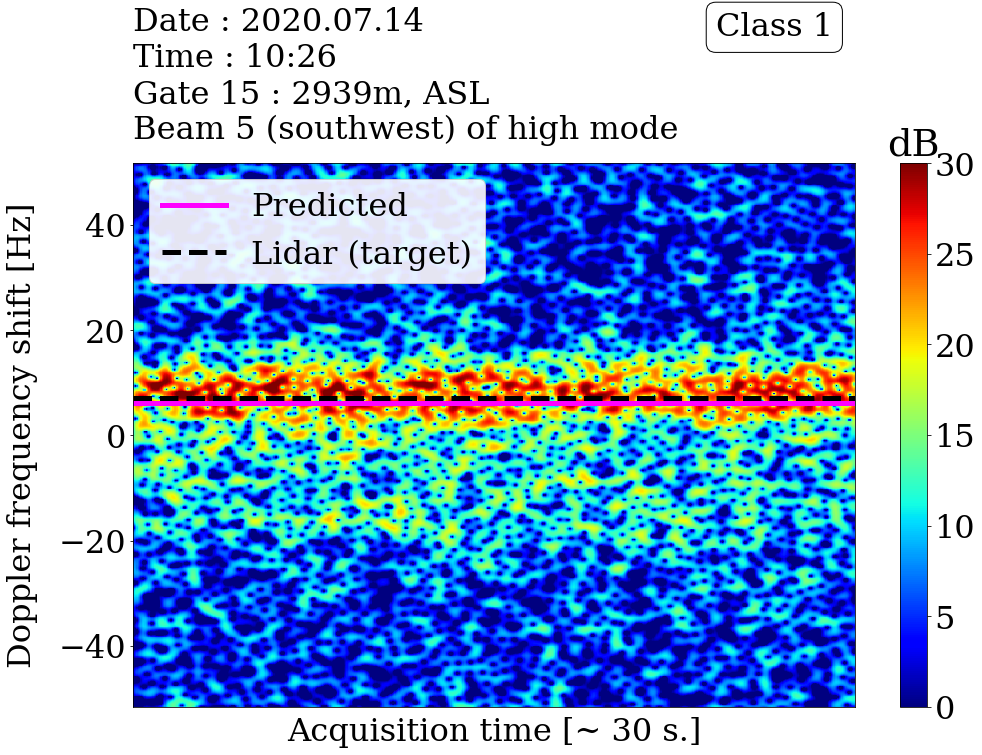 Date : 2020.07.14
Time : 10:26
Gate 15 : 2939m, ASL
Beam 5 (southwest) of high mode
Class 1
dB
Predicted
Lidar (target)
Doppler frequency shift [Hz]
40
20
0
−20
−40
30
25
20
15
10
5
0
Acquisition time [~ 30 s.]